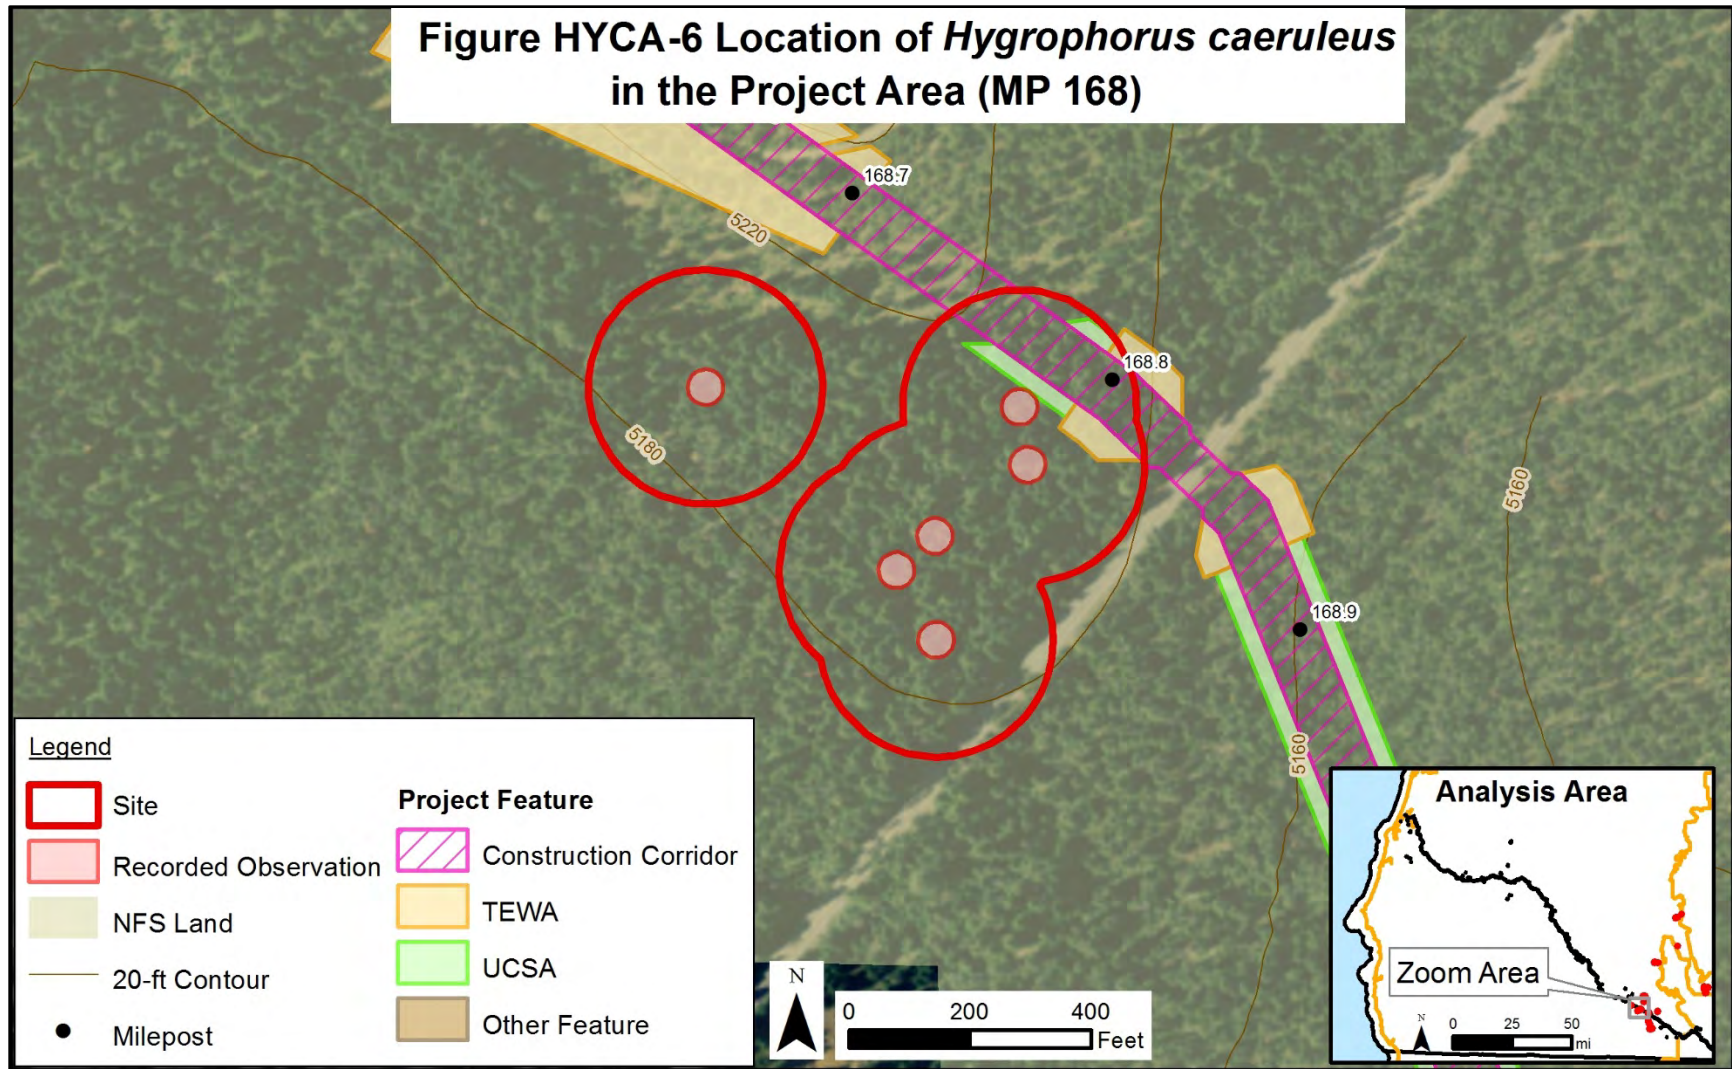 Figure HYCA-6 Location of Hygrophorus caeruleus
in the Project Area (MP 168)
168.7
5220
168.8
5180
5160
168.9
5160
Legend
Site
Recorded Observation
NFS Land
20-ft Contour
Milepost
Project Feature
Construction Corridor
TEWA
UCSA
Other Feature
N
0 200 400
Feet
Analysis Area
Zoom Area
N
0 25 50
mi